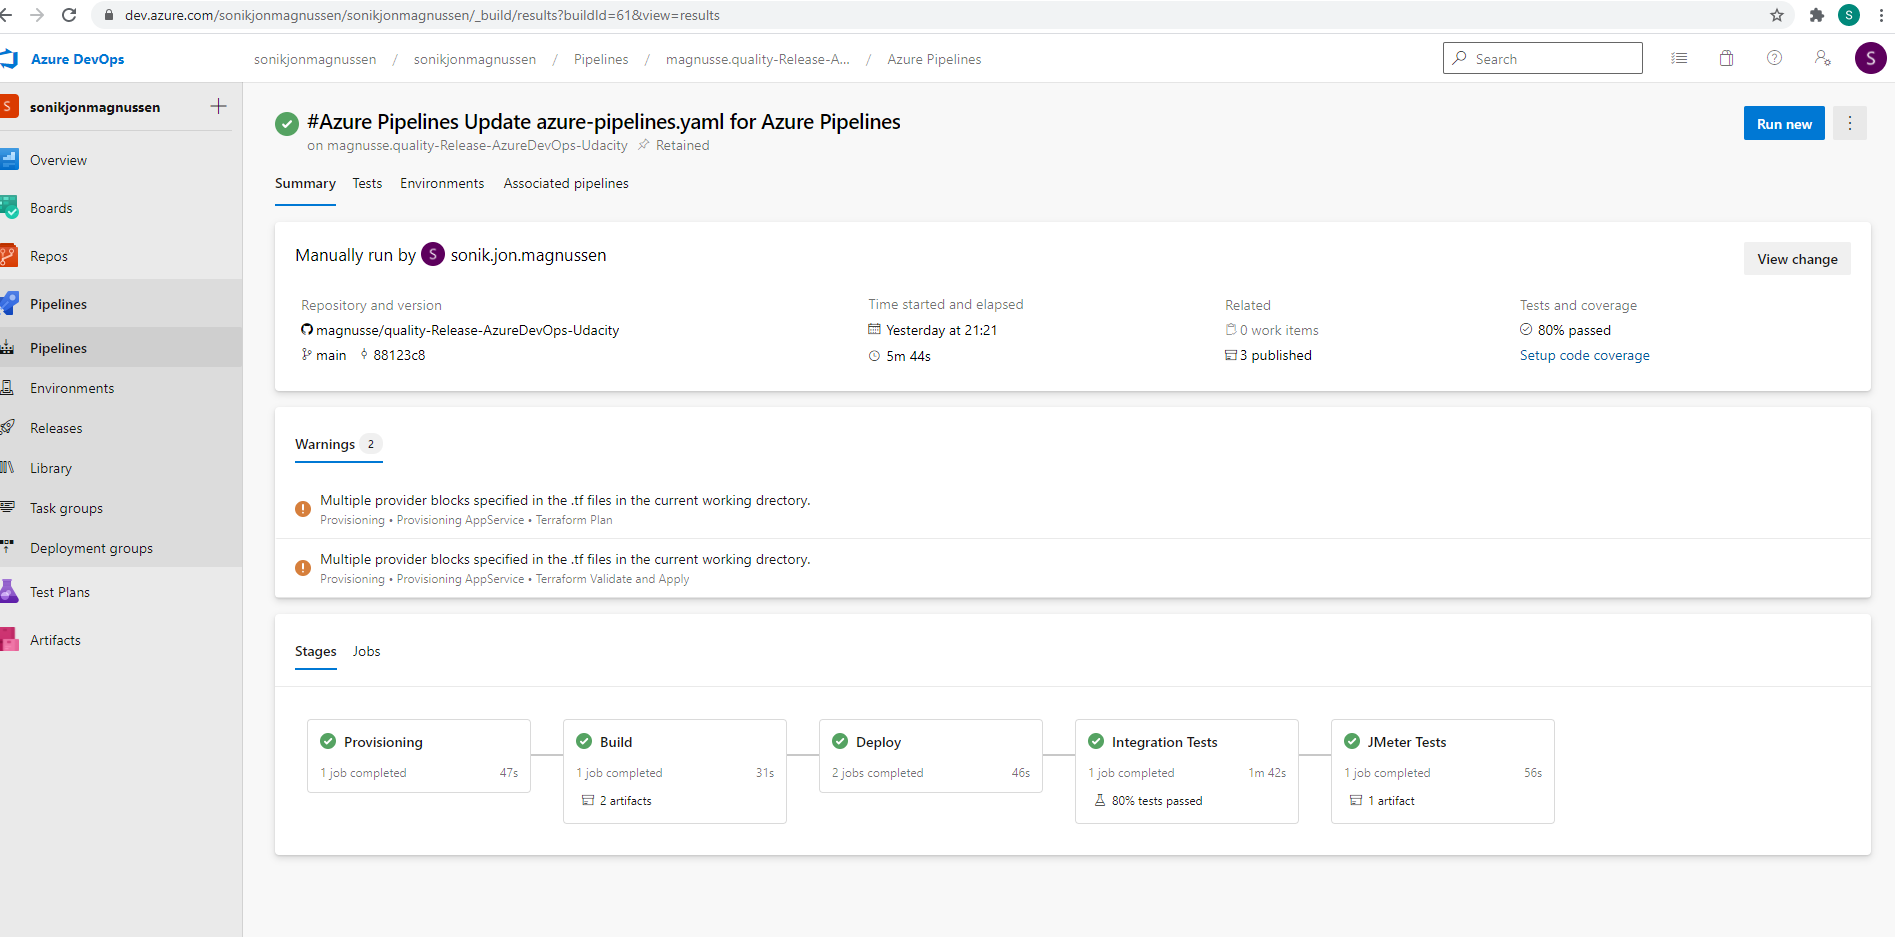 dev.azure.com/sonikjonmagnussen/sonikjonmagnussen/_build/results?buildId=61&view=results
S
Azure DevOps
sonikjonmagnussen / sonikjonmagnussen / Pipelines / magnusse.quality-Release-A... / Azure Pipelines
Search
S
S
sonikjonmagnussen
Overview
Boards
Repos
Pipelines
Pipelines
Environments
Releases
Library
Task groups
Deployment groups
Test Plans
Artifacts
#Azure Pipelines Update azure-pipelines.yaml for Azure Pipelines
on magnusse.quality-Release-AzureDevOps-Udacity Retained
Run new
Summary Tests Environments Associated pipelines
Manually run by S sonik.jon.magnussen
View change
Repository and version
magnusse/quality-Release-AzureDevOps-Udacity
main 88123c8
Time started and elapsed
Yesterday at 21:21
5m 44s
Related
0 work items
3 published
Tests and coverage
80% passed
Setup code coverage
Warnings 2
Multiple provider blocks specified in the .tf files in the current working drectory.
Provisioning • Provisioning AppService • Terraform Plan
Multiple provider blocks specified in the .tf files in the current working drectory.
Provisioning • Provisioning AppService • Terraform Validate and Apply
Stages Jobs
Provisioning
1 job completed 47s
Build
1 job completed 31s
2 artifacts
Deploy
2 jobs completed 46s
Integration Tests
1 job completed 1m 42s
80% tests passed
JMeter Tests
1 job completed 56s
1 artifact